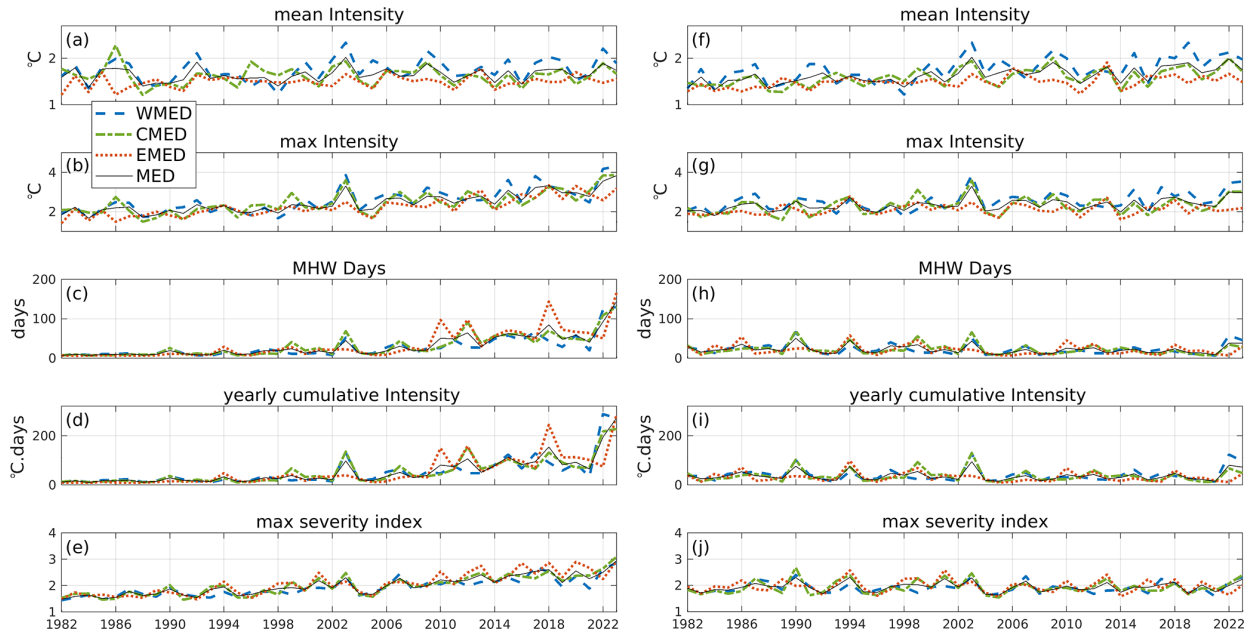 mean Intensity
(a)
°C
2
1
WMED
CMED
EMED
MED
max Intensity
(b)
°C
4
2
MHW Days
(c)
days
200
100
0
yearly cumulative Intensity
(d)
°C.days
200
0
max severity index
(e)
4
3
2
1
1982 1986 1990 1994 1998 2002 2006 2010 2014 2018 2022
mean Intensity
(f)
°C
2
1
max Intensity
(g)
°C
4
2
MHW Days
(h)
days
200
100
0
yearly cumulative Intensity
(i)
°C.days
200
0
max severity index
(j)
4
3
2
1
1982 1986 1990 1994 1998 2002 2006 2010 2014 2018 2022